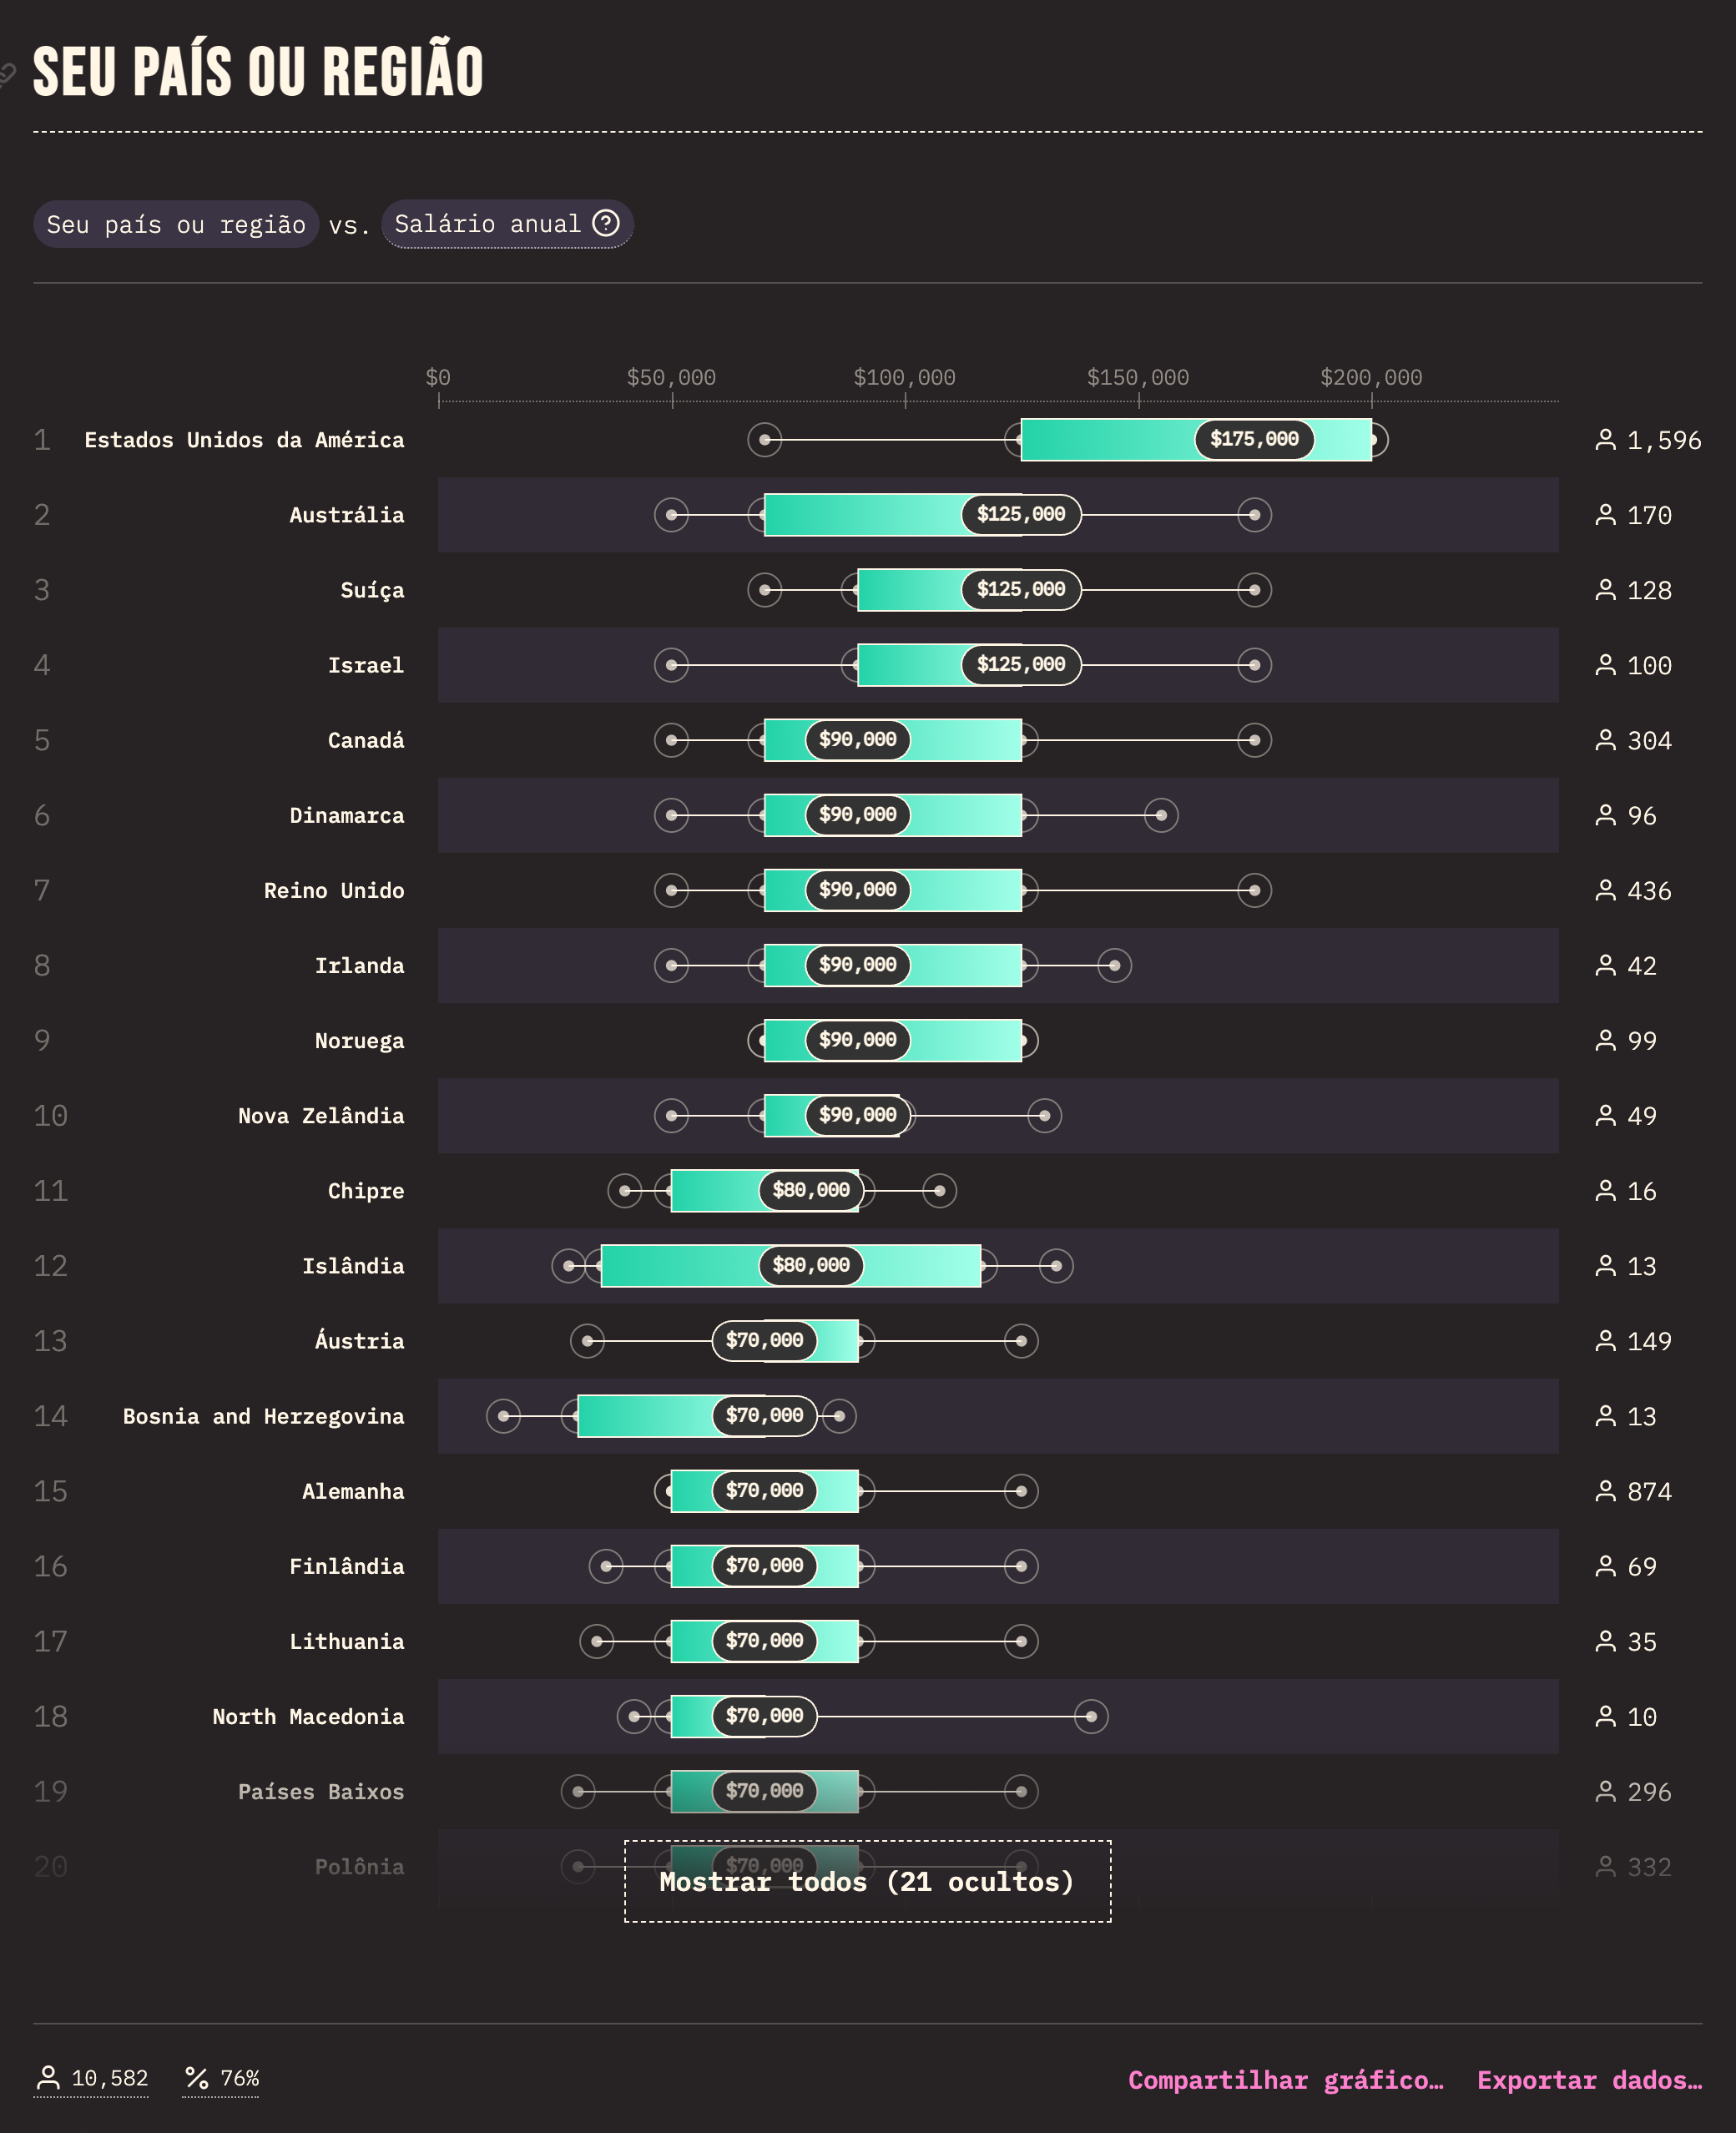 SEU PAÍS OU REGIÃO
Seu país ou região vs. Salário anual ?
$0 $50,000 $100,000 $150,000 $200,000
1 Estados Unidos da América $175,000 1,596
2 Austrália $125,000 170
3 Suíça $125,000 128
4 Israel $125,000 100
5 Canadá $90,000 304
6 Dinamarca $90,000 96
7 Reino Unido $90,000 436
8 Irlanda $90,000 42
9 Noruega $90,000 99
10 Nova Zelândia $90,000 49
11 Chipre $80,000 16
12 Islândia $80,000 13
13 Áustria $70,000 149
14 Bosnia and Herzegovina $70,000 13
15 Alemanha $70,000 874
16 Finlândia $70,000 69
17 Lithuania $70,000 35
18 North Macedonia $70,000 10
19 Países Baixos $70,000 296
20 Polônia $70,000 332
Mostrar todos (21 ocultos)
10,582 % 76% Compartilhar gráfico… Exportar dados…